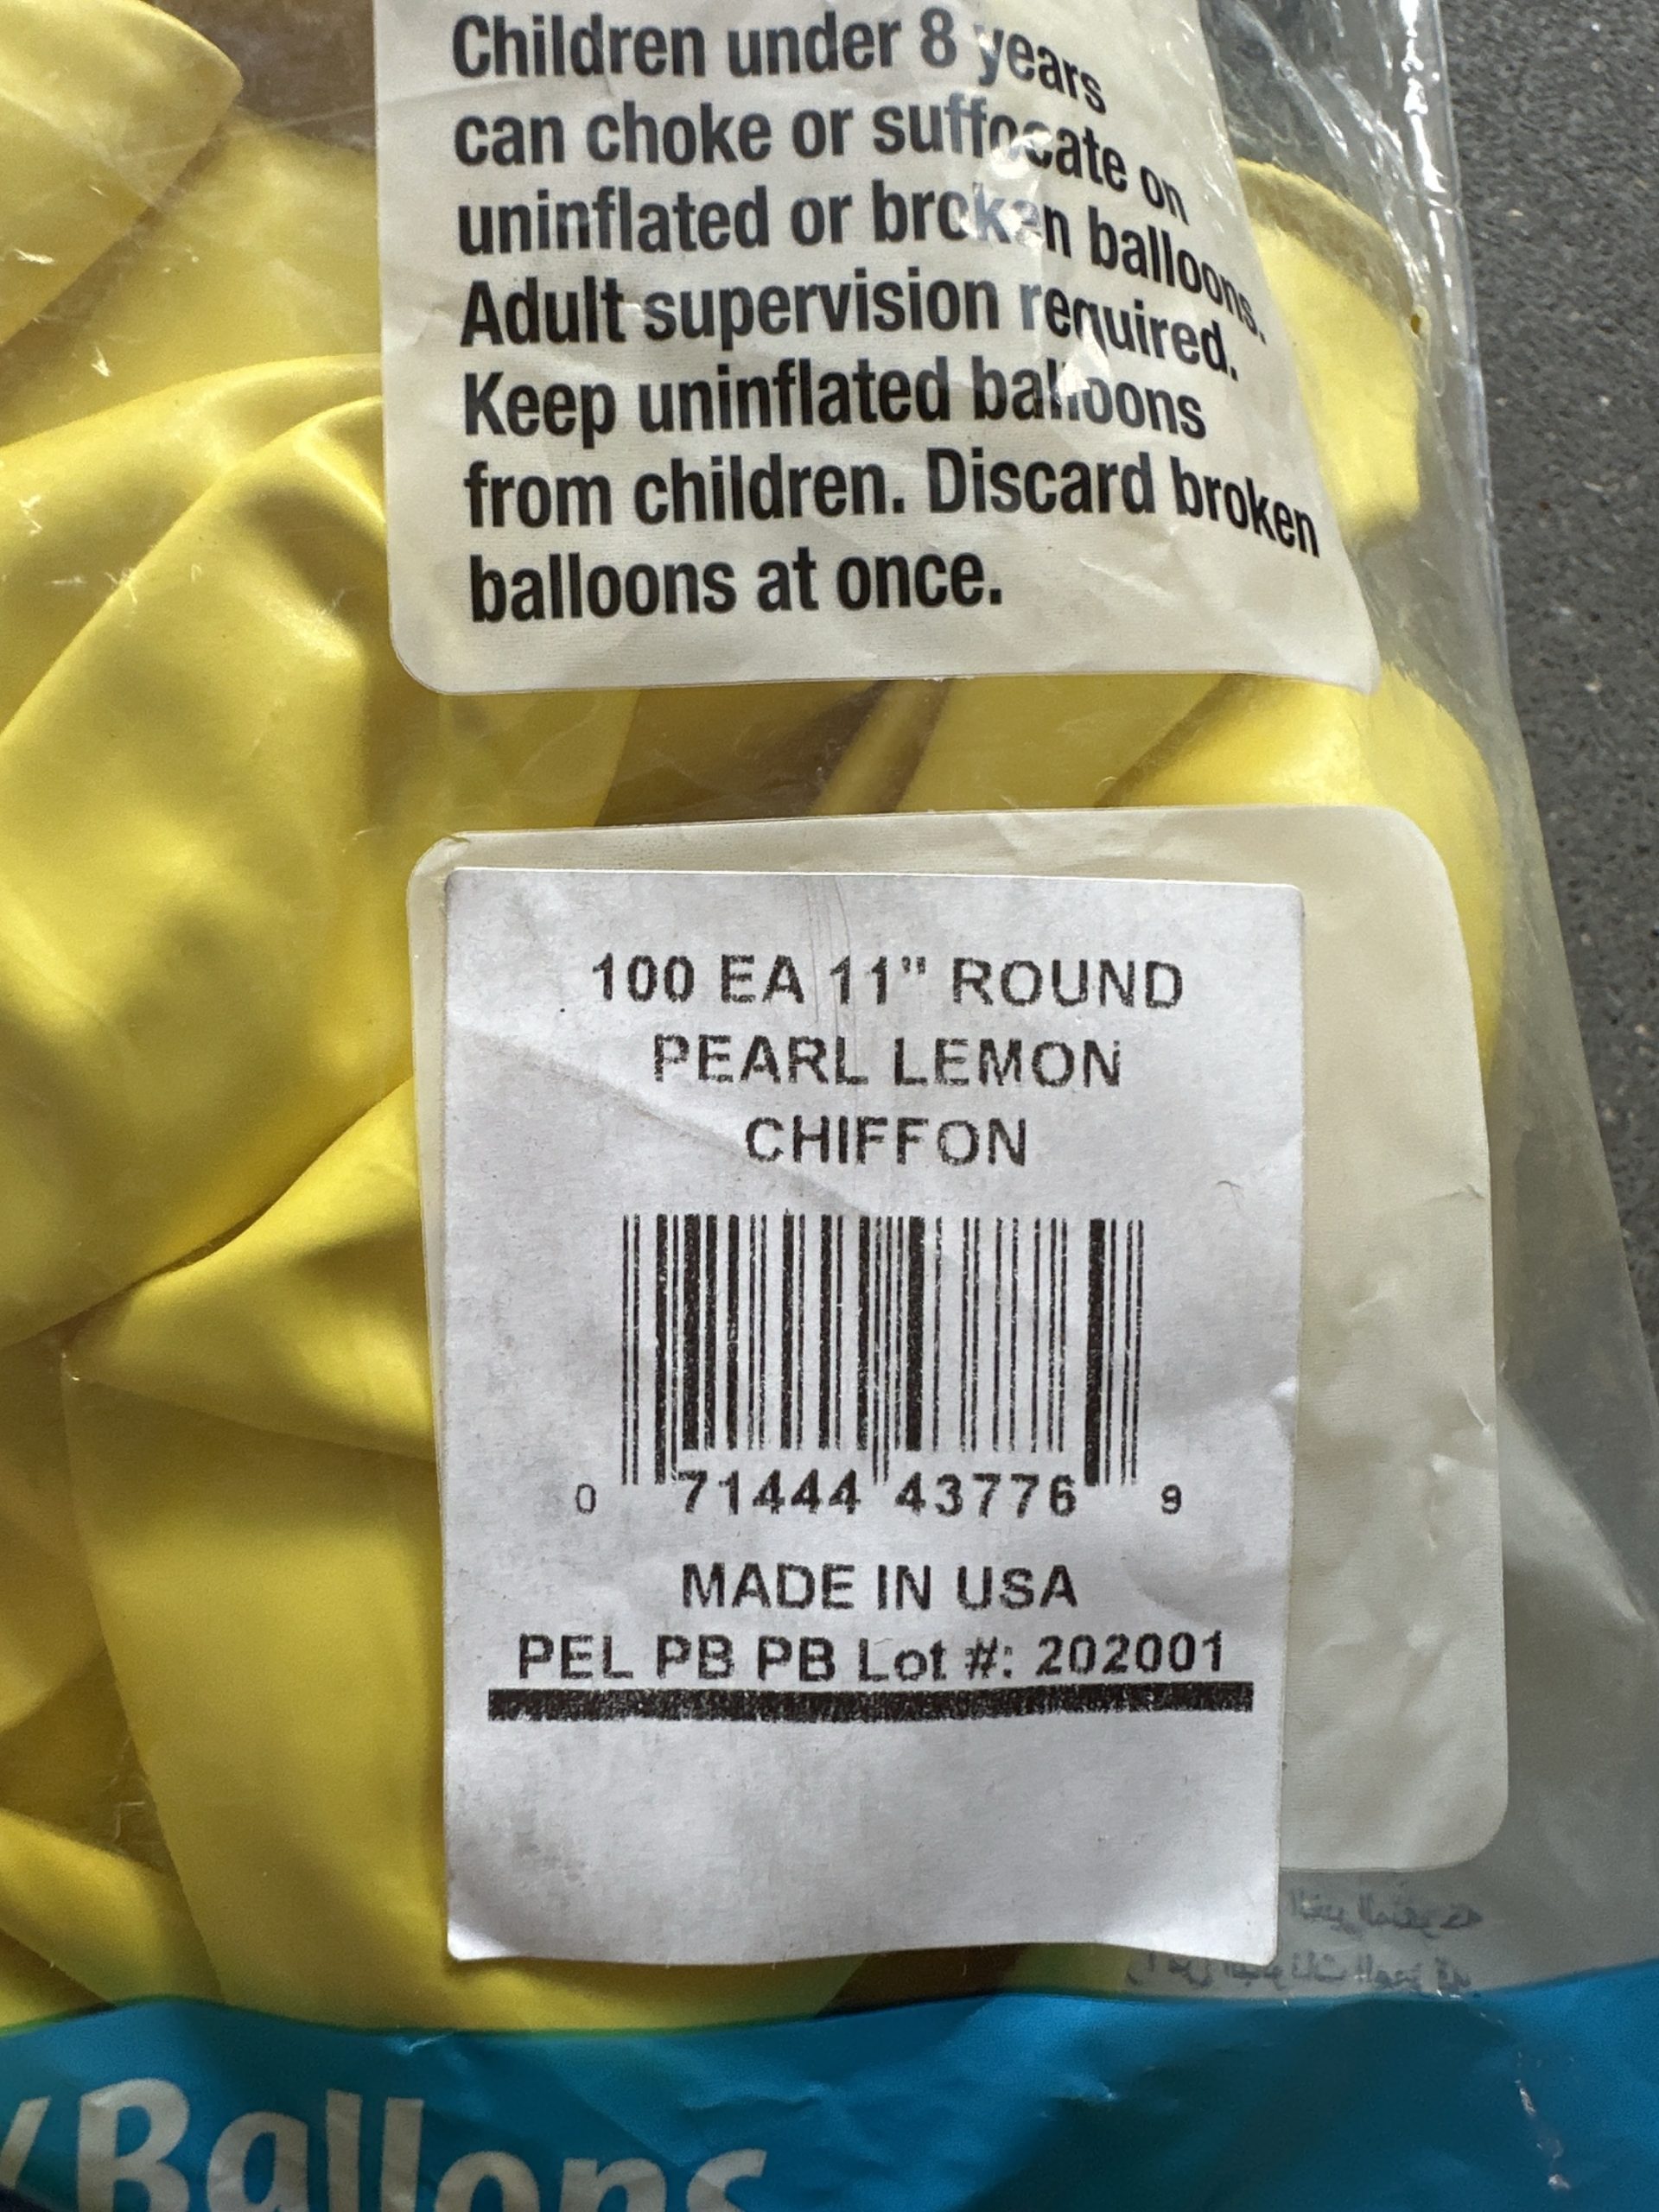 Children under 8 years
can choke or suffocate on
uninflated or broken balloons.
Adult supervision required.
Keep uninflated balloons
from children. Discard broken
balloons at once.
100 EA 11" ROUND
PEARL LEMON
CHIFFON
0 71444 43776 9
MADE IN USA
PEL PB PB Lot #: 202001
/Ballons